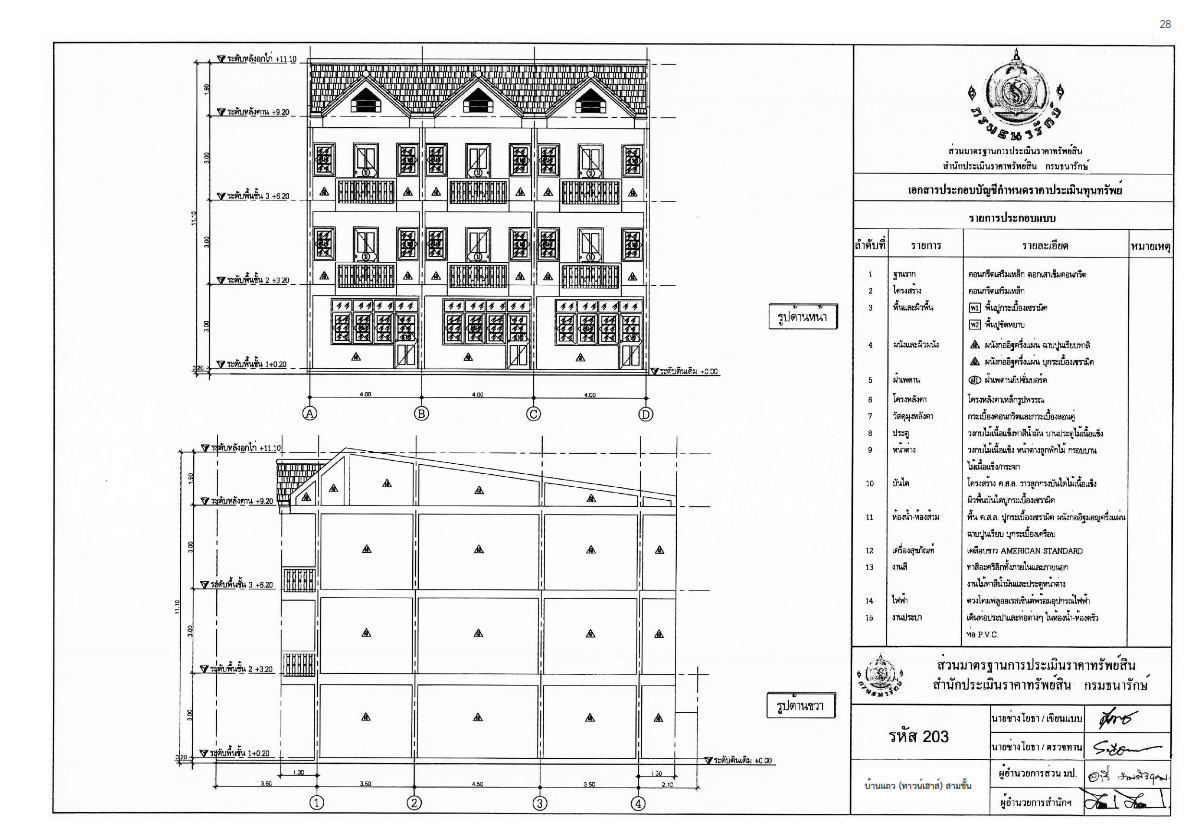 28
ระดับหลังอกไก่ +11.10
ระดับหลังคาน +9.20
ระดับพื้นชั้น 3 +6.20
ระดับพื้นชั้น 2 +3.20
ระดับพื้นชั้น 1+0.20
ระดับดินเดิม +0.00
1.90
3.00
3.00
3.00
0.20
11.10
4.00
4.00
4.00
A
B
C
D
รูปด้านหน้า
ระดับหลังอกไก่ +11.10
ระดับหลังคาน +9.20
ระดับพื้นชั้น 3 +6.20
ระดับพื้นชั้น 2 +3.20
ระดับพื้นชั้น 1+0.20
ระดับดินเดิม +0.00
1.90
3.00
3.00
3.00
0.20
11.10
1.30
1.30
3.50
3.50
4.50
3.50
2.10
1
2
3
4
รูปด้านขวา
กรมธนารักษ์
ส่วนมาตรฐานการประเมินราคาทรัพย์สิน
สำนักประเมินราคาทรัพย์สิน กรมธนารักษ์
เอกสารประกอบบัญชีกำหนดราคาประเมินทุนทรัพย์
รายการประกอบแบบ
ลำดับที่ รายการ รายละเอียด หมายเหตุ
1 ฐานราก คอนกรีตเสริมเหล็ก ตอกเสาเข็มคอนกรีต
2 โครงสร้าง คอนกรีตเสริมเหล็ก
3 พื้นและผิวพื้น W1 พื้นปูกระเบื้องเซรามิค
W2 พื้นปูนขัดหยาบ
4 ผนังและผิวผนัง ผนังก่ออิฐครึ่งแผ่น ฉาบปูนเรียบทาสี
ผนังก่ออิฐครึ่งแผ่น บุกระเบื้องเซรามิค
5 ฝ้าเพดาน ฝ้าเพดานยิปซั่มบอร์ด
6 โครงหลังคา โครงหลังคาเหล็กรูปพรรณ
7 วัสดุมุงหลังคา กระเบื้องคอนกรีตและกระเบื้องลอนคู่
8 ประตู วงกบไม้เนื้อแข็งทาสีน้ำมัน บานประตูไม้เนื้อแข็ง
9 หน้าต่าง วงกบไม้เนื้อแข็ง หน้าต่างลูกฟักไม้ กรอบบาน
ไม้เนื้อแข็ง/กระจก
10 บันได โครงสร้าง ค.ส.ล. ราวลูกกรงบันไดไม้เนื้อแข็ง
ผิวพื้นบันไดปูกระเบื้องเซรามิค
11 ห้องน้ำ-ห้องส้วม พื้น ค.ส.ล. ปูกระเบื้องเซรามิค ผนังก่ออิฐมอญครึ่งแผ่น
ฉาบปูนเรียบ บุกระเบื้องเคลือบ
12 เครื่องสุขภัณฑ์ เคลือบขาว AMERICAN STANDARD
13 งานสี ทาสีอะคริลิกทั้งภายในและภายนอก
งานไม้ทาสีน้ำมันและประตูหน้าต่าง
14 ไฟฟ้า ดวงโคมฟลูออเรสเซ็นต์พร้อมอุปกรณ์ไฟฟ้า
15 งานประปา เดินท่อประปาและท่อต่างๆ ในห้องน้ำ-ห้องครัว
ท่อ P.V.C.
ส่วนมาตรฐานการประเมินราคาทรัพย์สิน
สำนักประเมินราคาทรัพย์สิน กรมธนารักษ์
รหัส 203
นายช่างโยธา / เขียนแบบ
นายช่างโยธา / ตรวจทาน
บ้านแถว (ทาวน์เฮาส์) สามชั้น
ผู้อำนวยการส่วน มป.
ผู้อำนวยการสำนักฯ